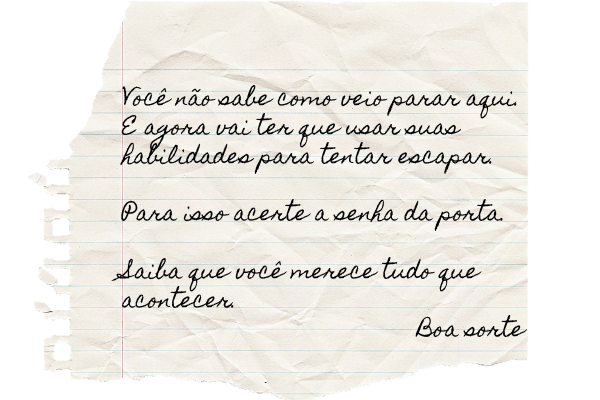 Você não sabe como veio parar aqui.
E agora vai ter que usar suas
habilidades para tentar escapar.
Para isso acerte a senha da porta.
Saiba que você merece tudo que
acontecer.
Boa sorte